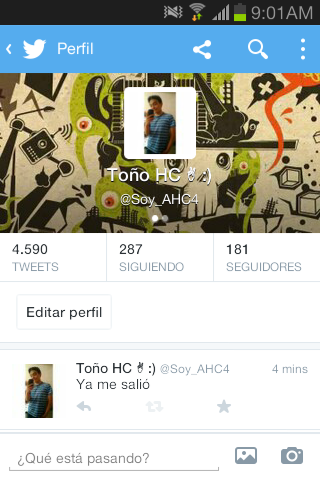 9:01AM
Perfil
Toño HC ✌ :)
@Soy_AHC4
4.590 287 181
TWEETS SIGUIENDO SEGUIDORES
Editar perfil
Toño HC ✌ :) @Soy_AHC4 4 mins
Ya me salió
¿Qué está pasando?